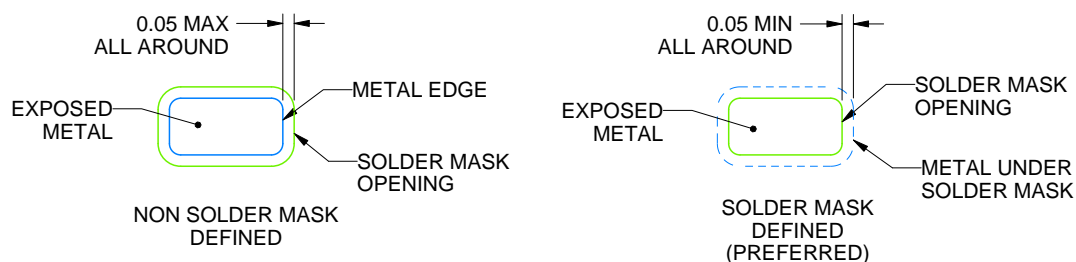 0.05 MAX
ALL AROUND
EXPOSED
METAL
METAL EDGE
SOLDER MASK
OPENING
NON SOLDER MASK
DEFINED
0.05 MIN
ALL AROUND
EXPOSED
METAL
SOLDER MASK
OPENING
METAL UNDER
SOLDER MASK
SOLDER MASK
DEFINED
(PREFERRED)